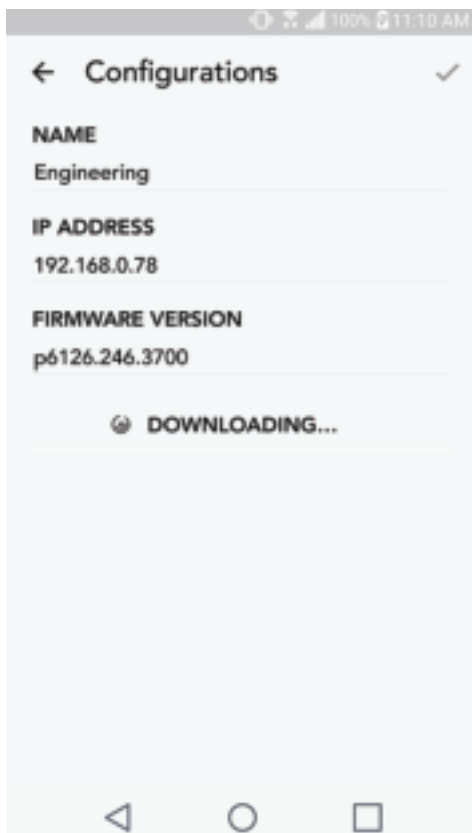 100% 11:10 AM
Configurations
NAME
Engineering
IP ADDRESS
192.168.0.78
FIRMWARE VERSION
p6126.246.3700
DOWNLOADING...